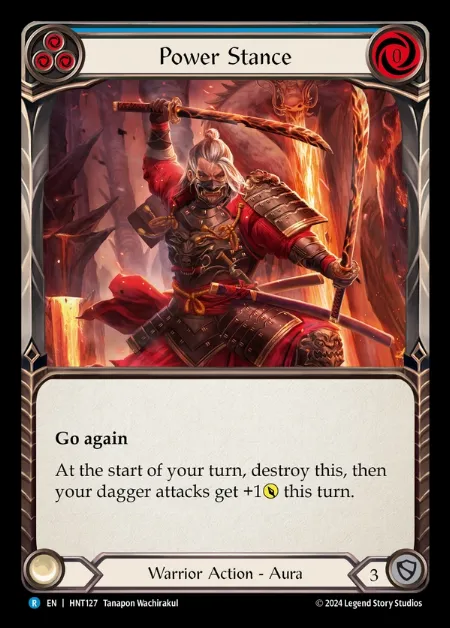 Power Stance
0
Go again
At the start of your turn, destroy this, then
your dagger attacks get +1 this turn.
Warrior Action - Aura
3
R EN | HNT127 Tanapon Wachirakul
© 2024 Legend Story Studios